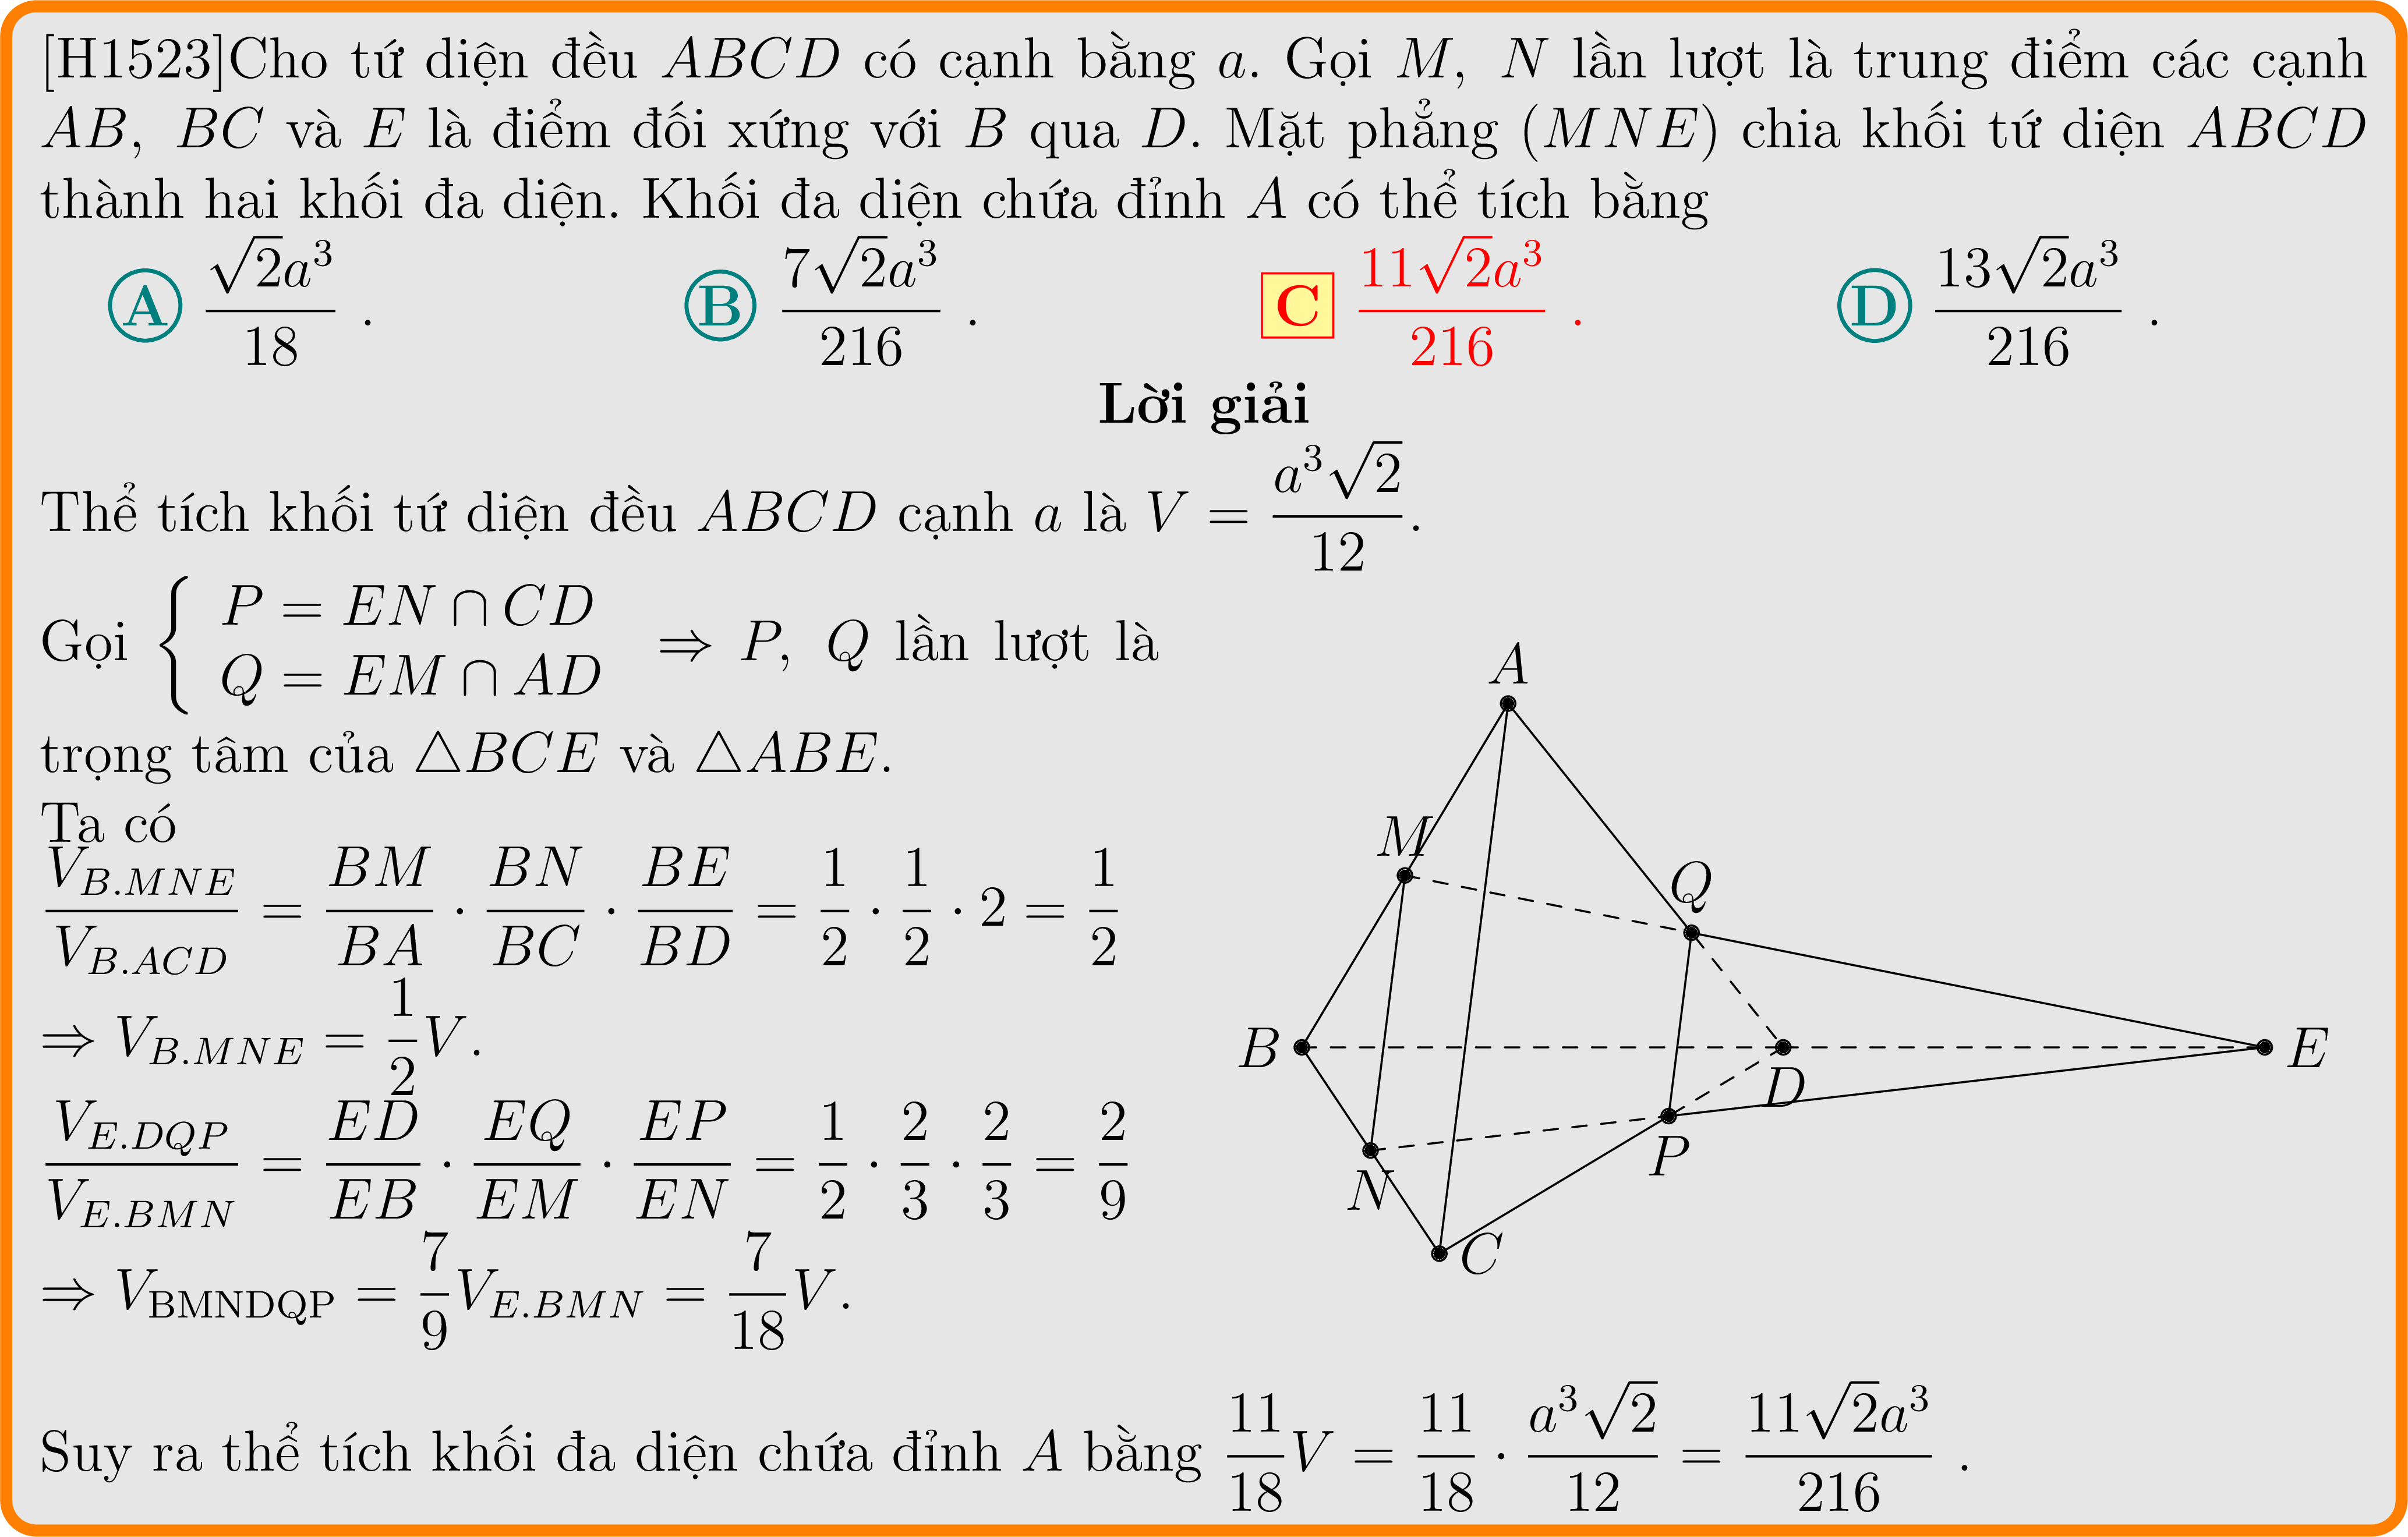 [H1523]Cho tứ diện đều ABCD có cạnh bằng a. Gọi M, N lần lượt là trung điểm các cạnh
AB, BC và E là điểm đối xứng với B qua D. Mặt phẳng (MNE) chia khối tứ diện ABCD
thành hai khối đa diện. Khối đa diện chứa đỉnh A có thể tích bằng
A $\frac{\sqrt{2}a^3}{18}$ . B $\frac{7\sqrt{2}a^3}{216}$ . C $\frac{11\sqrt{2}a^3}{216}$ . D $\frac{13\sqrt{2}a^3}{216}$ .
Lời giải
Thể tích khối tứ diện đều ABCD cạnh a là $V = \frac{a^3\sqrt{2}}{12}$.
Gọi $\begin{cases} P = EN \cap CD \\ Q = EM \cap AD \end{cases}$ ⇒ P, Q lần lượt là
trọng tâm của △BCE và △ABE.
Ta có
$\frac{V_{B.MNE}}{V_{B.ACD}} = \frac{BM}{BA} \cdot \frac{BN}{BC} \cdot \frac{BE}{BD} = \frac{1}{2} \cdot \frac{1}{2} \cdot 2 = \frac{1}{2}$
$\Rightarrow V_{B.MNE} = \frac{1}{2}V.$
$\frac{V_{E.DQP}}{V_{E.BMN}} = \frac{ED}{EB} \cdot \frac{EQ}{EM} \cdot \frac{EP}{EN} = \frac{1}{2} \cdot \frac{2}{3} \cdot \frac{2}{3} = \frac{2}{9}$
$\Rightarrow V_{\text{BMNDQP}} = \frac{7}{9}V_{E.BMN} = \frac{7}{18}V.$
Suy ra thể tích khối đa diện chứa đỉnh A bằng $\frac{11}{18}V = \frac{11}{18} \cdot \frac{a^3\sqrt{2}}{12} = \frac{11\sqrt{2}a^3}{216}$ .
A
M
Q
B
D
E
P
N
C